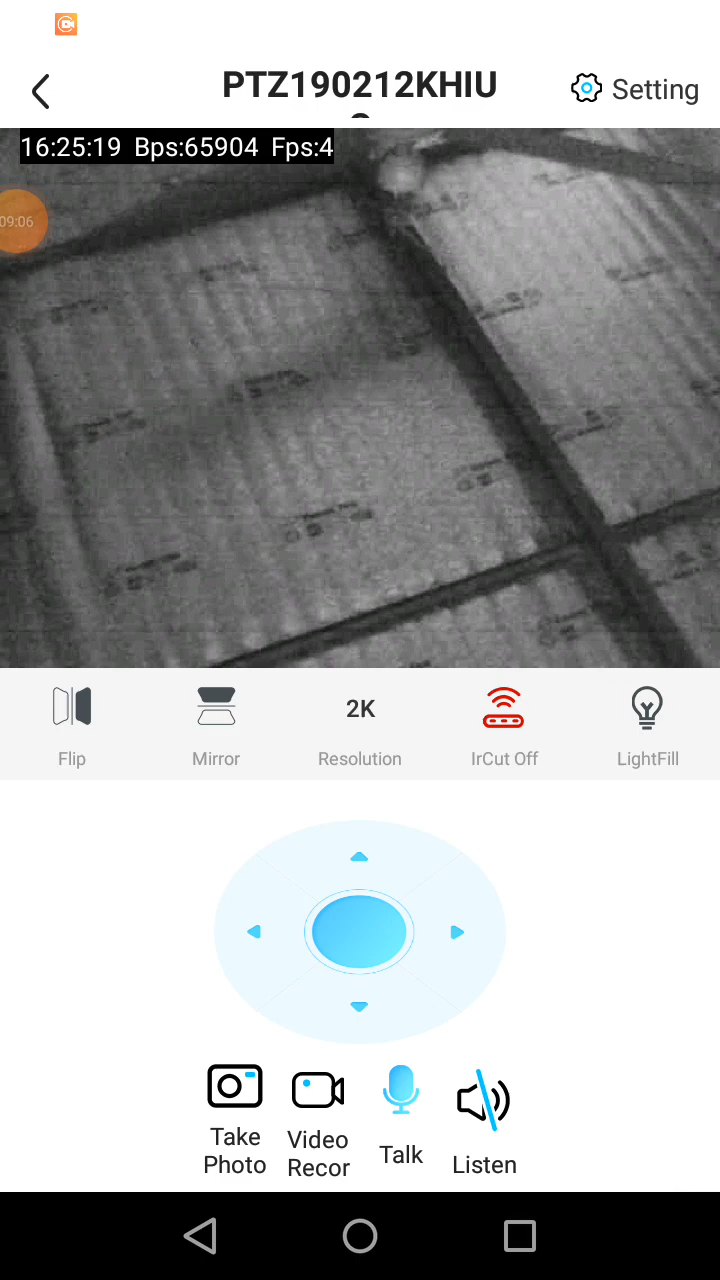 PTZ190212KHIU
Setting
16:25:19 Bps:65904 Fps:4
09:06
2K
Flip
Mirror
Resolution
IrCut Off
LightFill
Take
Photo
Video
Recor
Talk
Listen